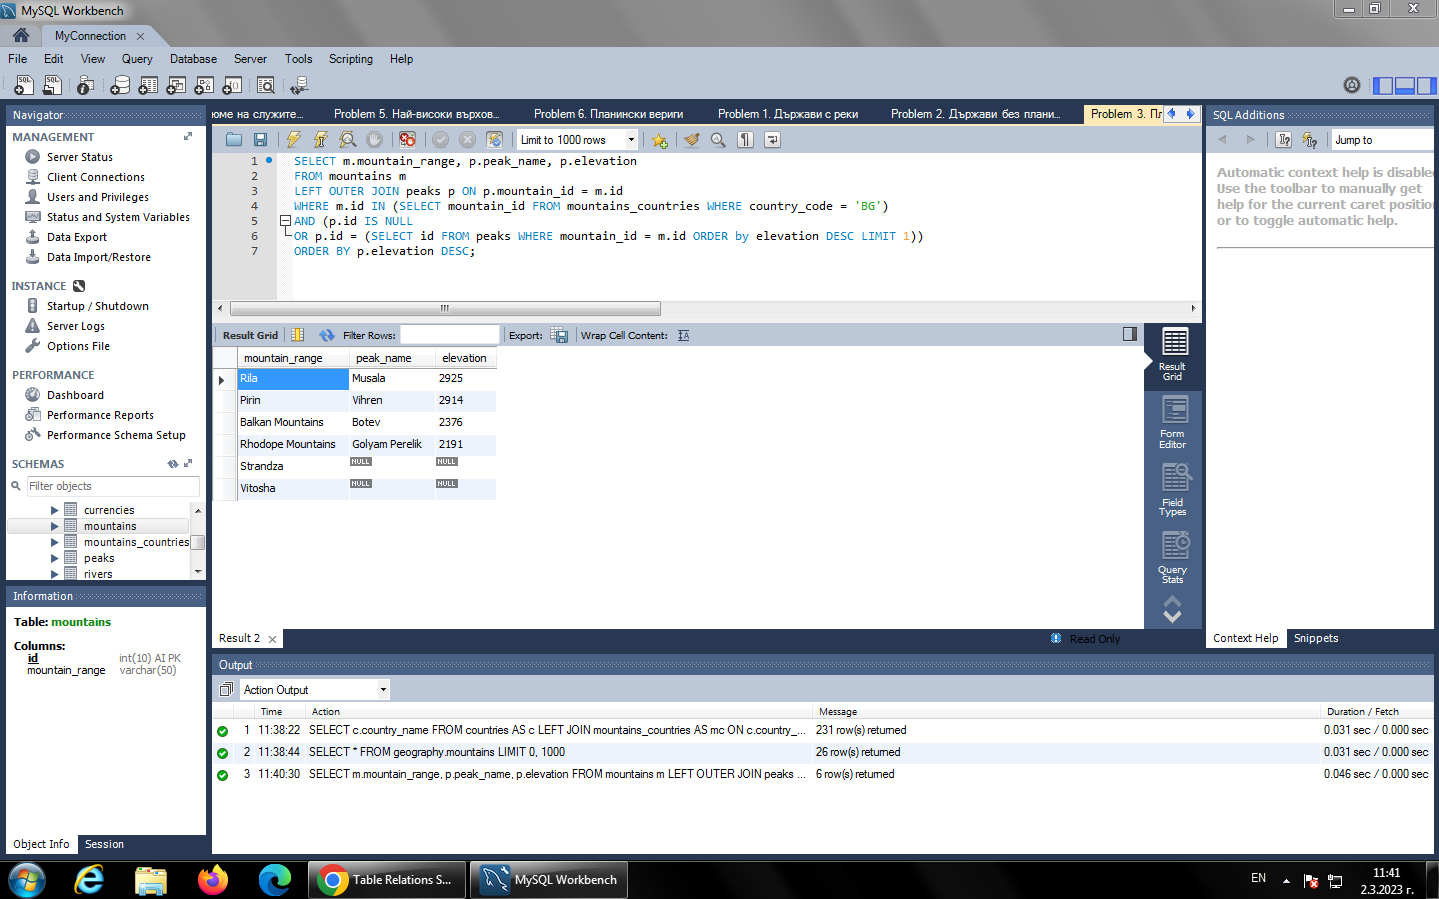 MySQL Workbench
MyConnection
File Edit View Query Database Server Tools Scripting Help
Navigator
MANAGEMENT
Server Status
Client Connections
Users and Privileges
Status and System Variables
Data Export
Data Import/Restore
INSTANCE
Startup / Shutdown
Server Logs
Options File
PERFORMANCE
Dashboard
Performance Reports
Performance Schema Setup
SCHEMAS
Filter objects
currencies
mountains
mountains_countries
peaks
rivers
Information
Table: mountains
Columns:
id int(10) AI PK
mountain_range varchar(50)
Object Info Session
юме на служите... Problem 5. Най-високи върхов... Problem 6. Планински вериги Problem 1. Държави с реки Problem 2. Държави без плани... Problem 3. Пл
Limit to 1000 rows
1 SELECT m.mountain_range, p.peak_name, p.elevation
2 FROM mountains m
3 LEFT OUTER JOIN peaks p ON p.mountain_id = m.id
4 WHERE m.id IN (SELECT mountain_id FROM mountains_countries WHERE country_code = 'BG')
5 AND (p.id IS NULL
6 OR p.id = (SELECT id FROM peaks WHERE mountain_id = m.id ORDER by elevation DESC LIMIT 1))
7 ORDER BY p.elevation DESC;
Result Grid Filter Rows: Export: Wrap Cell Content:
mountain_range peak_name elevation
Rila Musala 2925
Pirin Vihren 2914
Balkan Mountains Botev 2376
Rhodope Mountains Golyam Perelik 2191
Strandza NULL NULL
Vitosha NULL NULL
Result Grid
Form Editor
Field Types
Query Stats
Result 2
Read Only
SQL Additions
Jump to
Automatic context help is disable
Use the toolbar to manually get
help for the current caret position
or to toggle automatic help.
Context Help Snippets
Output
Action Output
Time Action Message Duration / Fetch
1 11:38:22 SELECT c.country_name FROM countries AS c LEFT JOIN mountains_countries AS mc ON c.country_... 231 row(s) returned 0.031 sec / 0.000 sec
2 11:38:44 SELECT * FROM geography.mountains LIMIT 0, 1000 26 row(s) returned 0.031 sec / 0.000 sec
3 11:40:30 SELECT m.mountain_range, p.peak_name, p.elevation FROM mountains m LEFT OUTER JOIN peaks ... 6 row(s) returned 0.046 sec / 0.000 sec
Table Relations S...
MySQL Workbench
EN
11:41
2.3.2023 г.